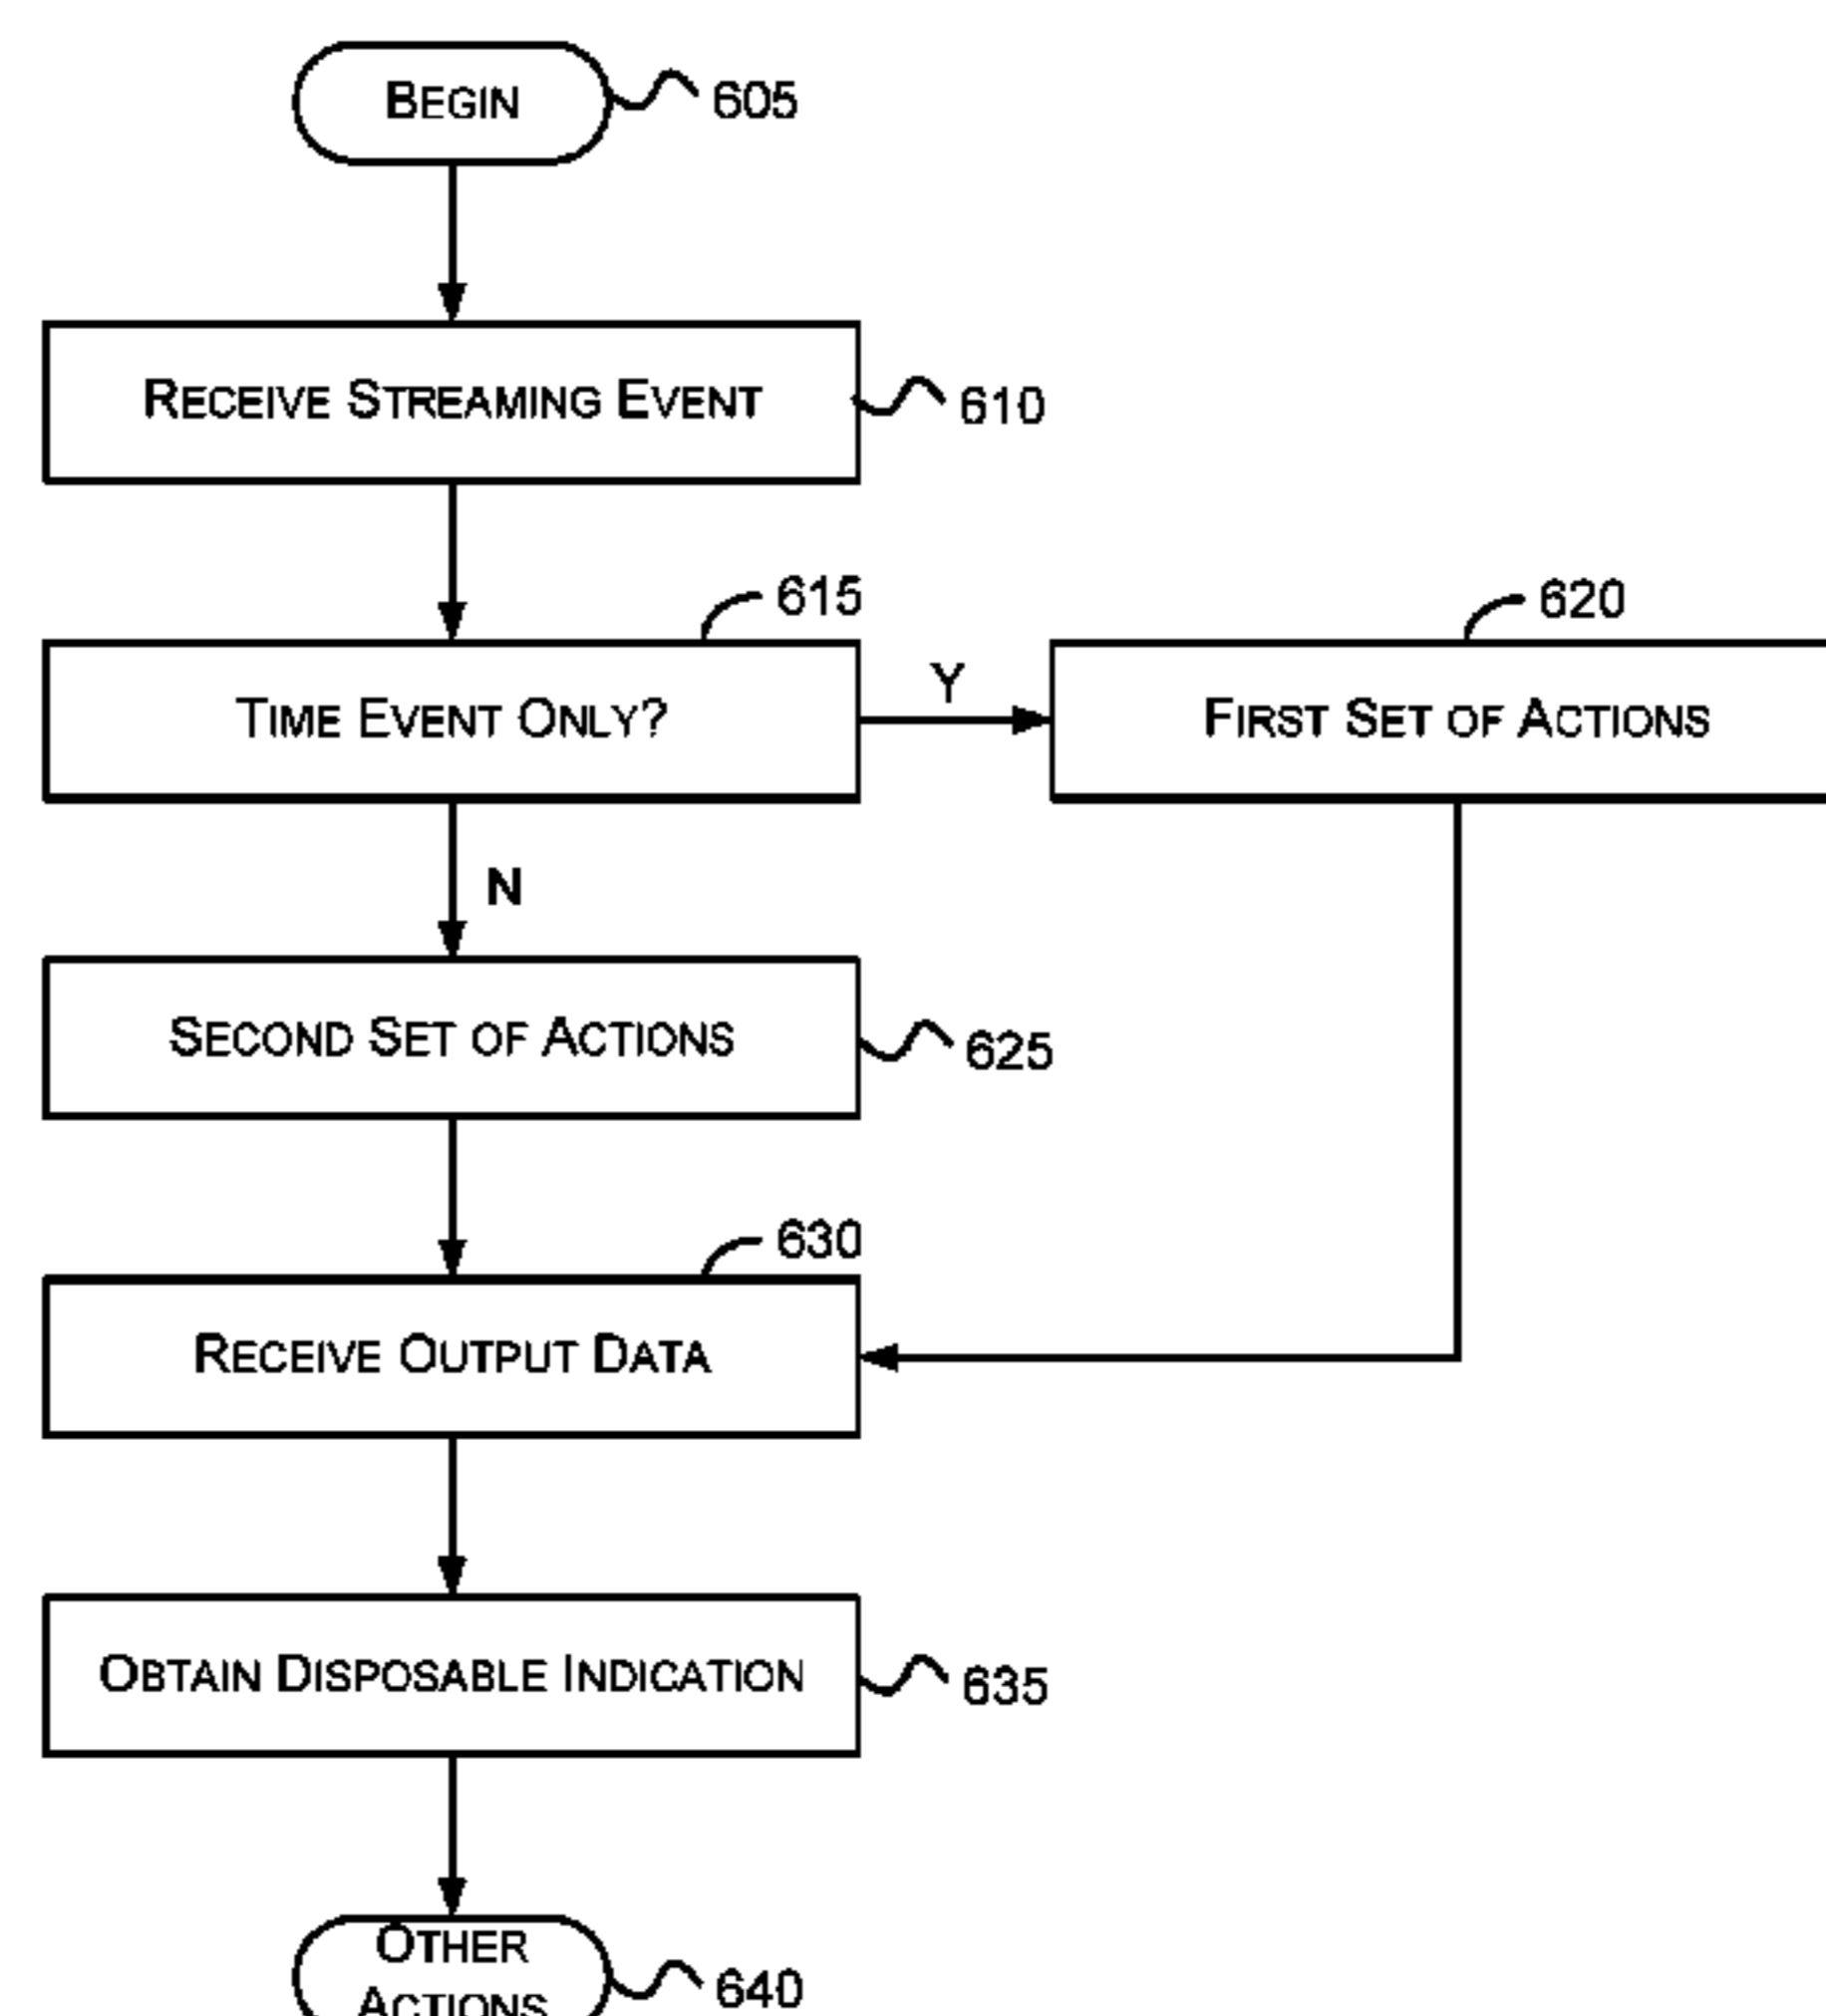 BEGIN
605
RECEIVE STREAMING EVENT
610
615
620
TIME EVENT ONLY?
Y
FIRST SET OF ACTIONS
N
SECOND SET OF ACTIONS
625
630
RECEIVE OUTPUT DATA
OBTAIN DISPOSABLE INDICATION
635
OTHER
ACTIONS
640